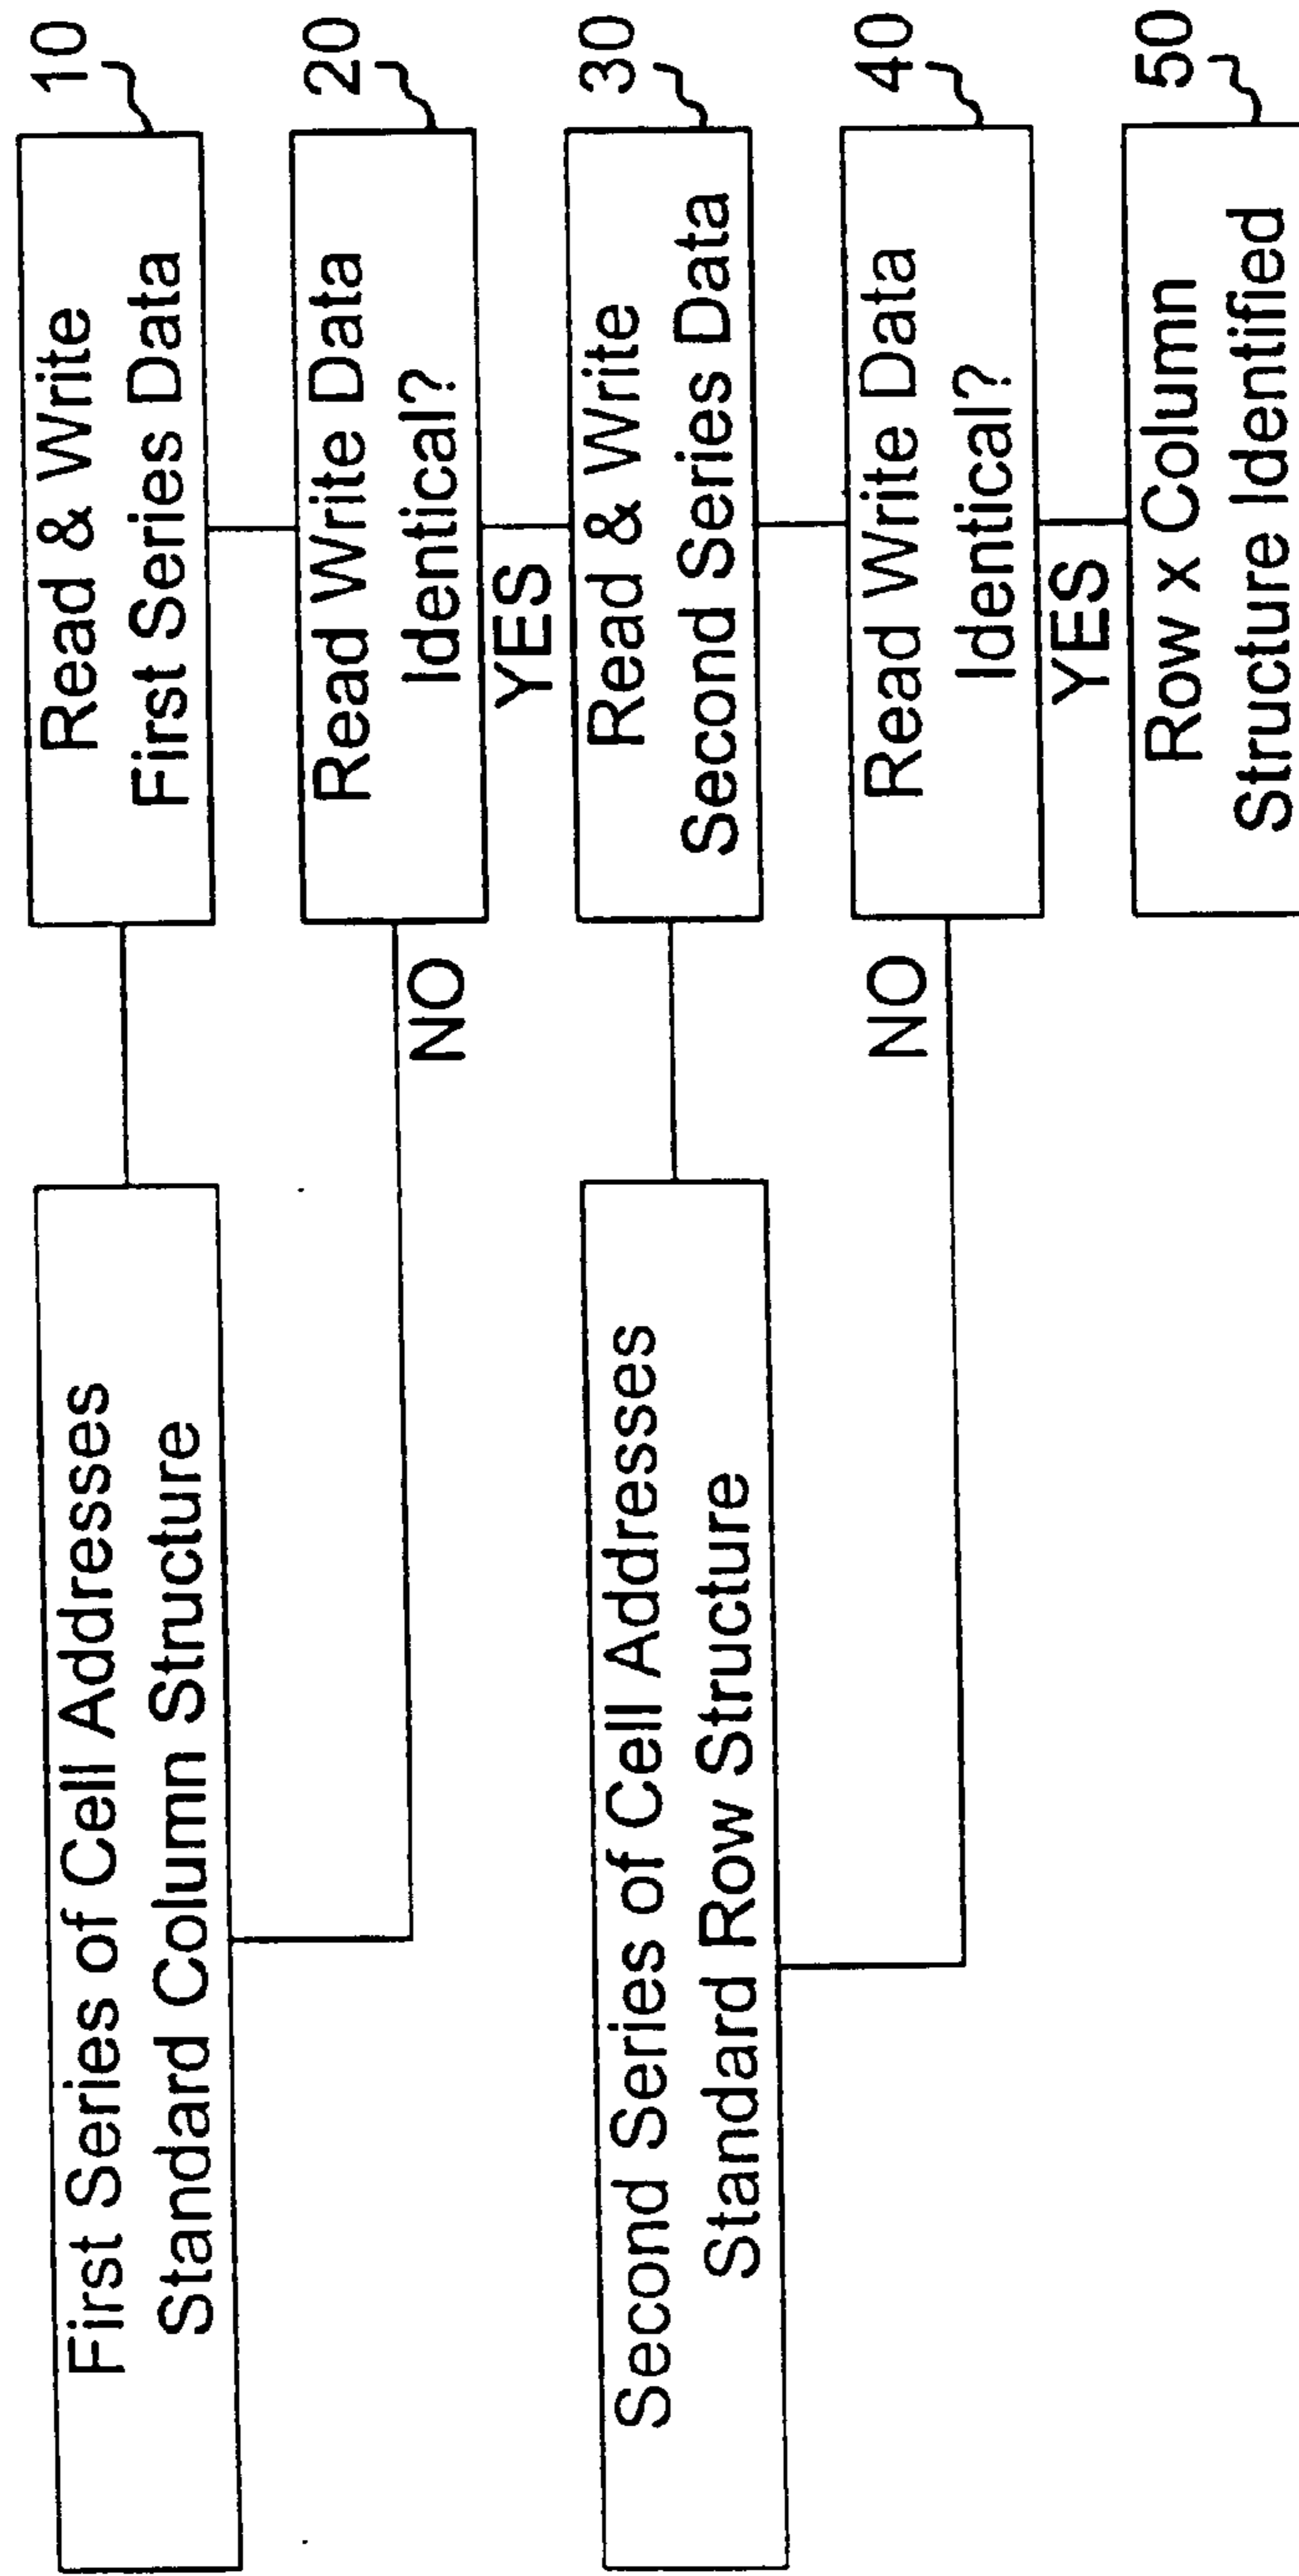 First Series of Cell Addresses
Standard Column Structure
Read & Write
First Series Data
10
NO
Read Write Data
Identical?
20
YES
Second Series of Cell Addresses
Standard Row Structure
Read & Write
Second Series Data
30
NO
Read Write Data
Identical?
40
YES
Row x Column
Structure Identified
50